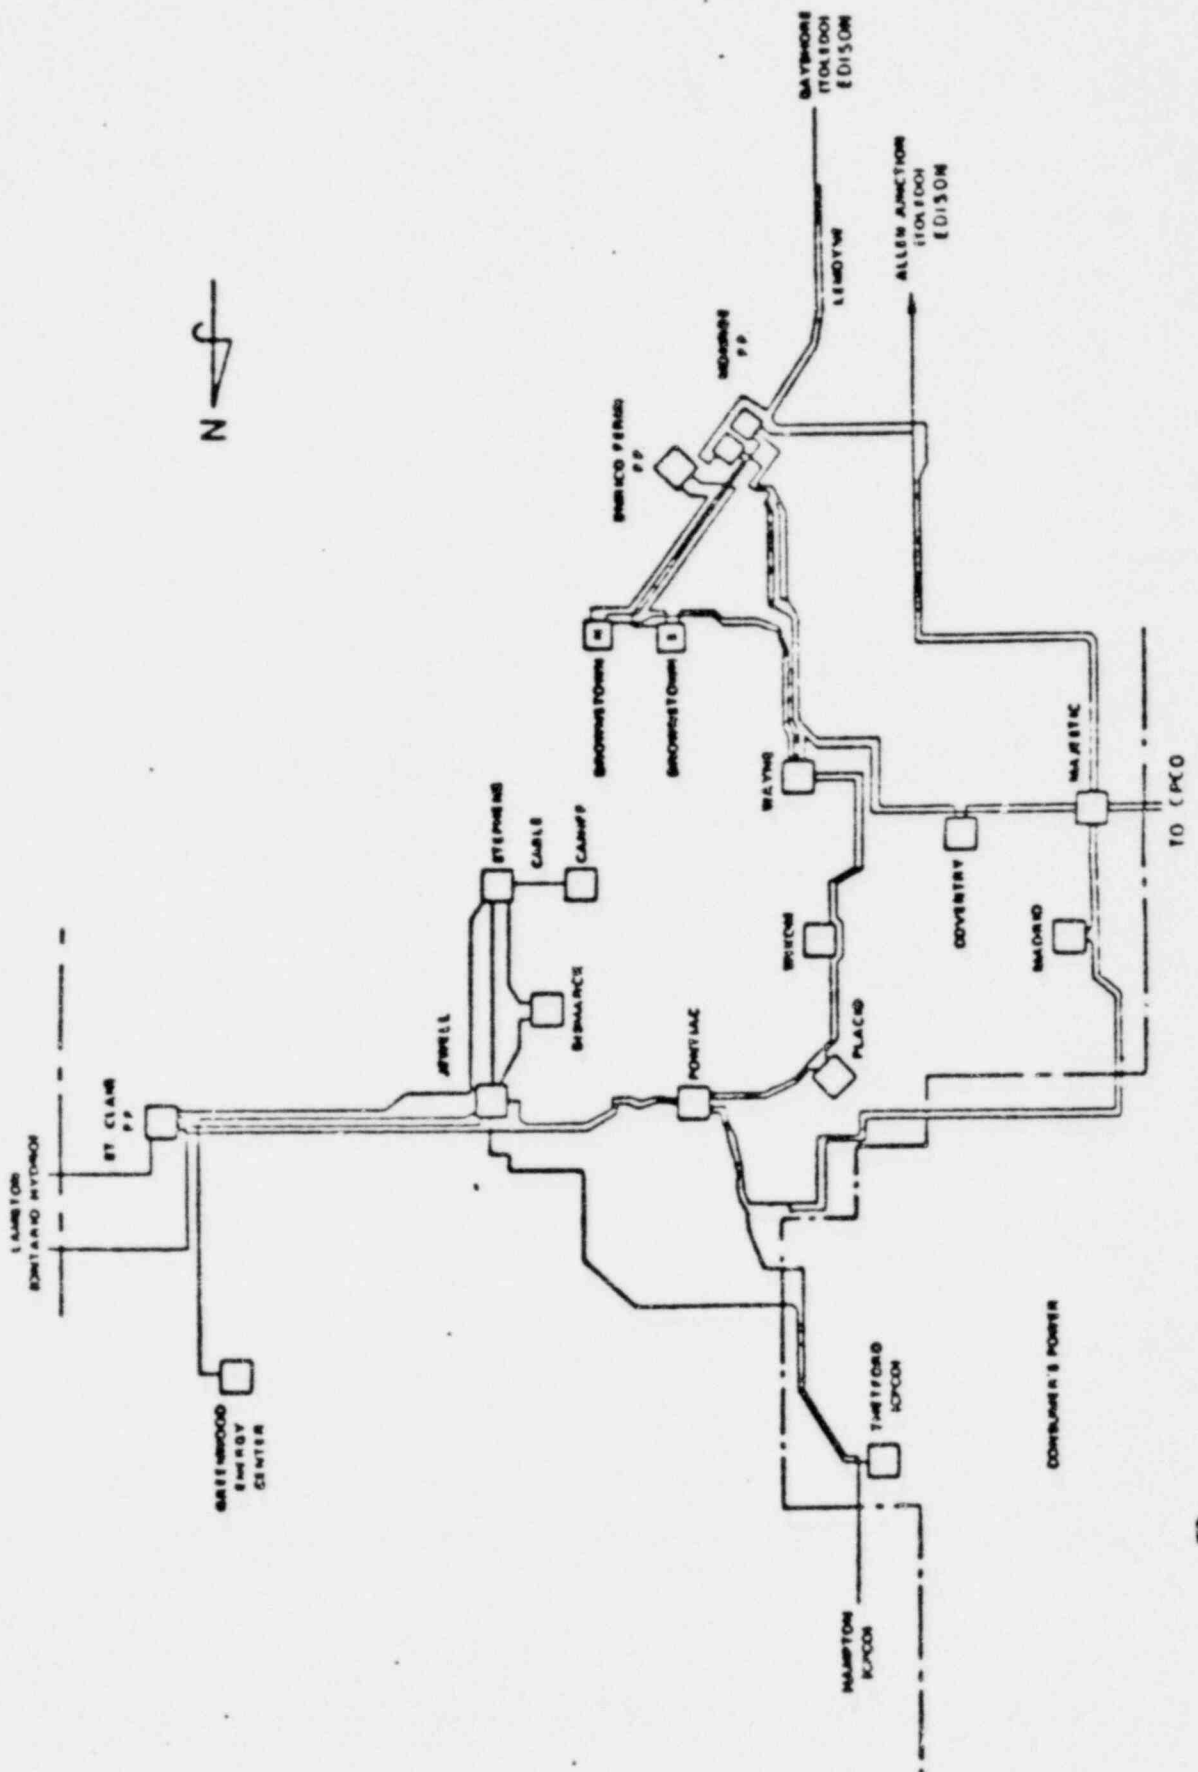 LAMBTON
(ONTARIO HYDRO)
ST. CLAIR
P.P.
GREENWOOD
ENERGY
CENTER
N
JEWELL
STEPHENS
CABLE
CANIFF
BISMARCK
PONTIAC
BROWNSTOWN
N
BROWNSTOWN
S
ENRICO FERMI
P.P.
MONROE
P.P.
BAYSHORE
(TOLEDO)
EDISON
LEMOYNE
ALLEN JUNCTION
(TOLEDO)
EDISON
WAYNE
WIXOM
PLACID
COVENTRY
MAJESTIC
MADRID
TO CPCO
THETFORD
(CPCO)
HAMPTON
(CPCO)
CONSUMER'S POWER